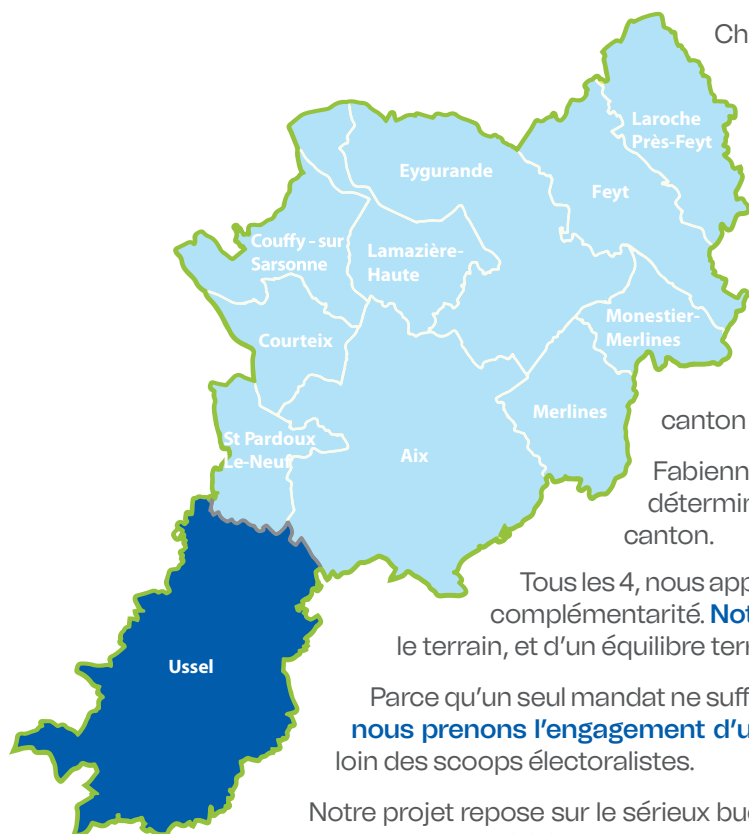 Ch
Laroche
Près-Feyt
Eygurande
Feyt
Couffy - sur
Sarsonne
Lamazière-
Haute
Monestier-
Merlines
Courteix
Merlines
St Pardoux
Le-Neuf
Aix
Ussel
canton
Fabienn
détermin
canton.
Tous les 4, nous app
complémentarité. Not
le terrain, et d'un équilibre terr
Parce qu'un seul mandat ne suff
nous prenons l'engagement d'u
loin des scoops électoralistes.
Notre projet repose sur le sérieux bu